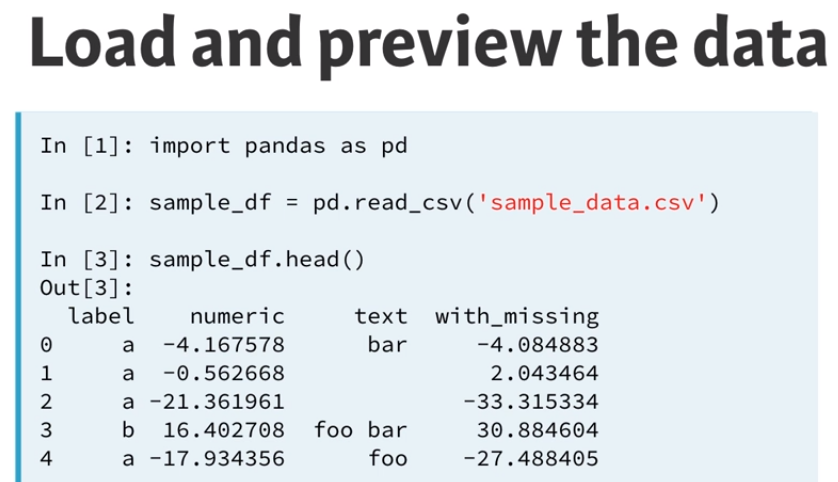 Load and preview the data
In [1]: import pandas as pd
In [2]: sample_df = pd.read_csv('sample_data.csv')
In [3]: sample_df.head()
Out[3]:
  label    numeric     text  with_missing
0     a  -4.167578      bar     -4.084883
1     a  -0.562668               2.043464
2     a -21.361961             -33.315334
3     b  16.402708  foo bar     30.884604
4     a -17.934356      foo    -27.488405